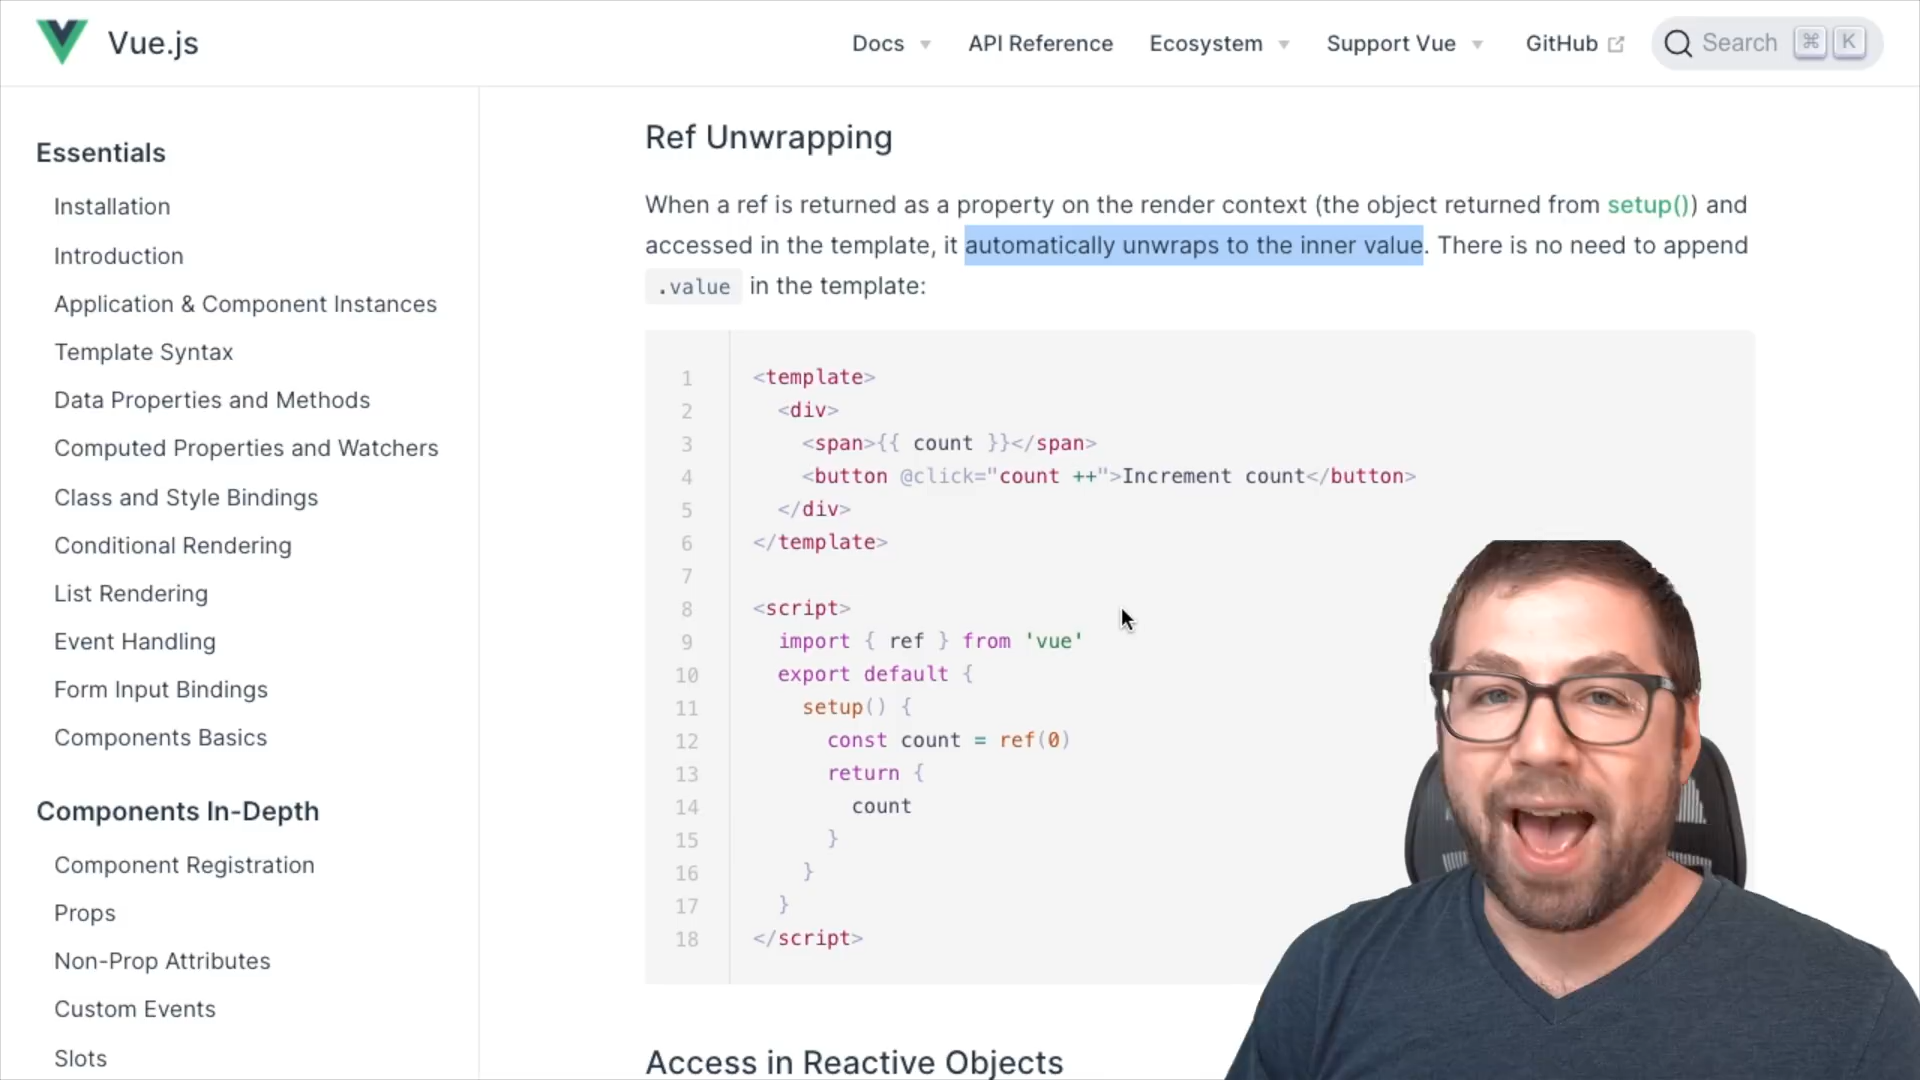 Vue.js
Docs
API Reference
Ecosystem
Support Vue
GitHub
Search ⌘ K
Essentials
Installation
Introduction
Application & Component Instances
Template Syntax
Data Properties and Methods
Computed Properties and Watchers
Class and Style Bindings
Conditional Rendering
List Rendering
Event Handling
Form Input Bindings
Components Basics
Components In-Depth
Component Registration
Props
Non-Prop Attributes
Custom Events
Slots
Ref Unwrapping
When a ref is returned as a property on the render context (the object returned from setup()) and
accessed in the template, it automatically unwraps to the inner value. There is no need to append
.value in the template:
1 <template>
2 <div>
3 <span>{{ count }}</span>
4 <button @click="count ++">Increment count</button>
5 </div>
6 </template>
7
8 <script>
9 import { ref } from 'vue'
10 export default {
11 setup() {
12 const count = ref(0)
13 return {
14 count
15 }
16 }
17 }
18 </script>
Access in Reactive Objects